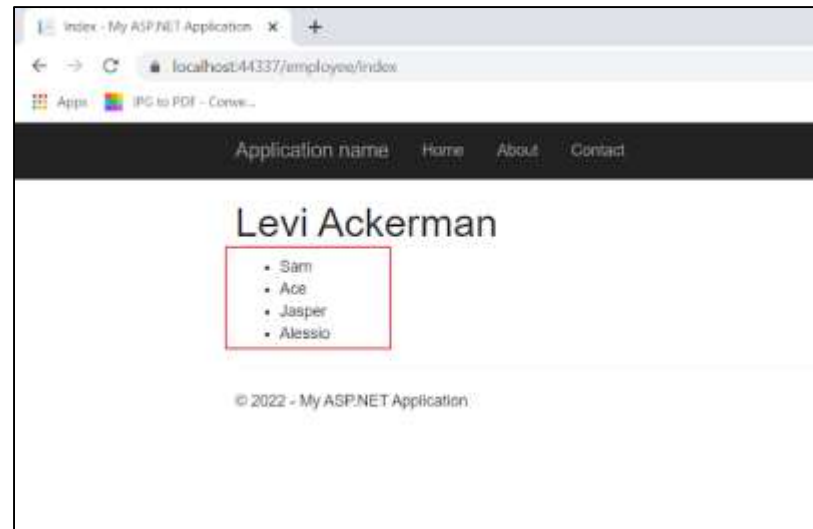 Index - My ASP.NET Application
localhost:44337/employee/index
Apps JPG to PDF - Conve...
Application name Home About Contact
Levi Ackerman
Sam
Ace
Jasper
Alessio
© 2022 - My ASP.NET Application